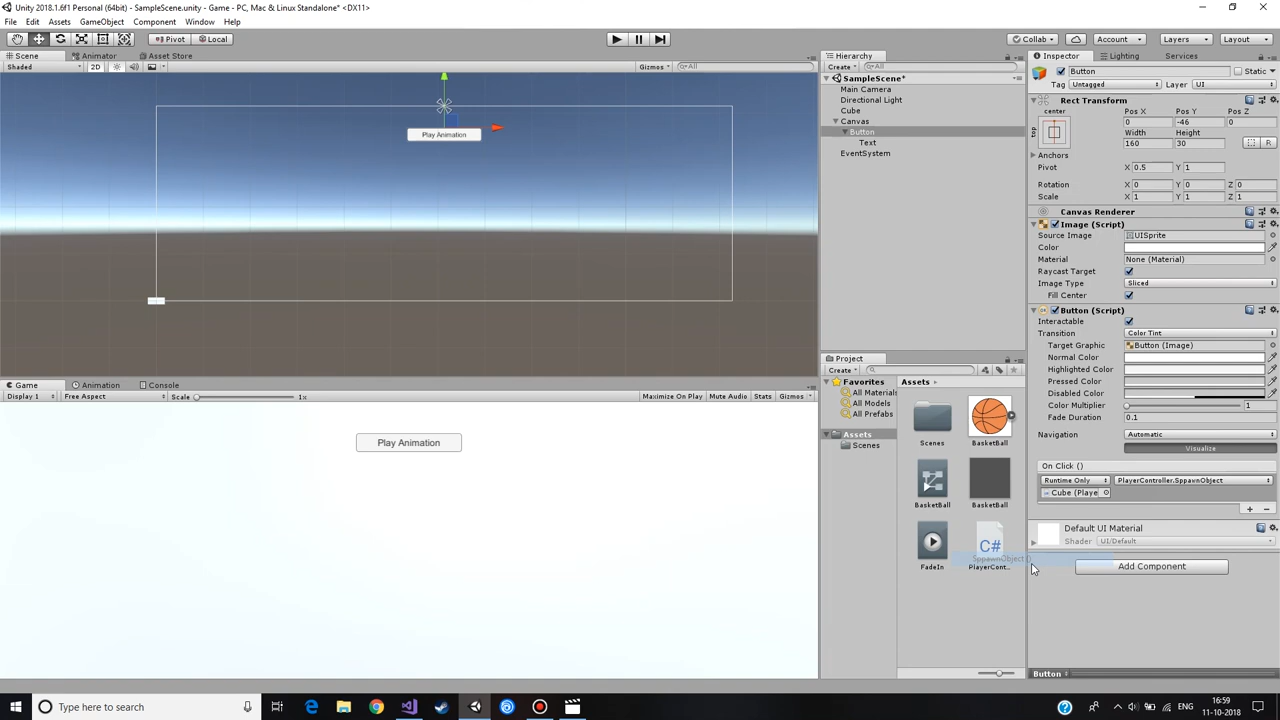 Unity 2018.1.6f1 Personal (64bit) - SampleScene.unity - Game - PC, Mac & Linux Standalone* <DX11>
File Edit Assets GameObject Component Window Help
Pivot Local Collab Account Layers Layout
Scene Animator Asset Store
Shaded 2D Gizmos All
Play Animation
Game Animation Console
Display 1 Free Aspect Scale 1x Maximize On Play Mute Audio Stats Gizmos
Play Animation
Hierarchy
Create All
SampleScene*
Main Camera
Directional Light
Cube
Canvas
Button
Text
EventSystem
Project
Create
Favorites
All Materials
All Models
All Prefabs
Assets
Scenes
Assets
Scenes BasketBall
BasketBall BasketBall
C#
SppawnObject ()
FadeIn PlayerCont...
Inspector Lighting Services
Button Static
Tag Untagged Layer UI
Rect Transform
center Pos X Pos Y Pos Z
top 0 -46 0
Width Height
160 30 R
Anchors
Pivot X 0.5 Y 1
Rotation X 0 Y 0 Z 0
Scale X 1 Y 1 Z 1
Canvas Renderer
Image (Script)
Source Image UISprite
Color
Material None (Material)
Raycast Target
Image Type Sliced
Fill Center
Button (Script)
Interactable
Transition Color Tint
Target Graphic Button (Image)
Normal Color
Highlighted Color
Pressed Color
Disabled Color
Color Multiplier 1
Fade Duration 0.1
Navigation Automatic
Visualize
On Click ()
Runtime Only PlayerController.SppawnObject
Cube (Playe
Default UI Material
Shader UI/Default
Add Component
Button
Type here to search
ENG 16:59
11-10-2018